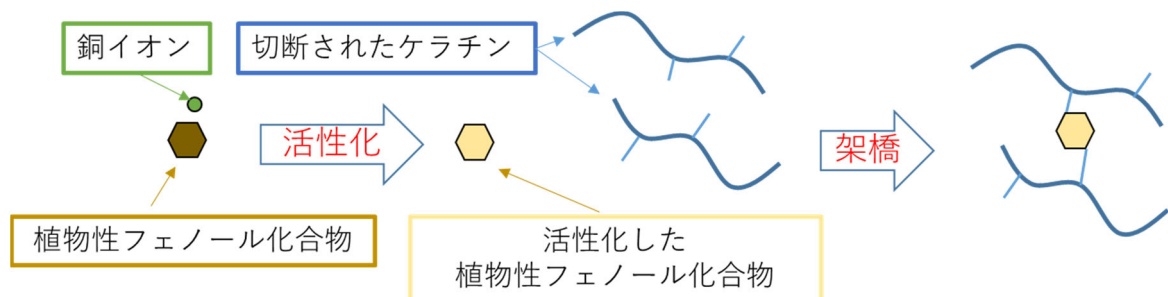 銅イオン
切断されたケラチン
活性化
架橋
植物性フェノール化合物
活性化した
植物性フェノール化合物